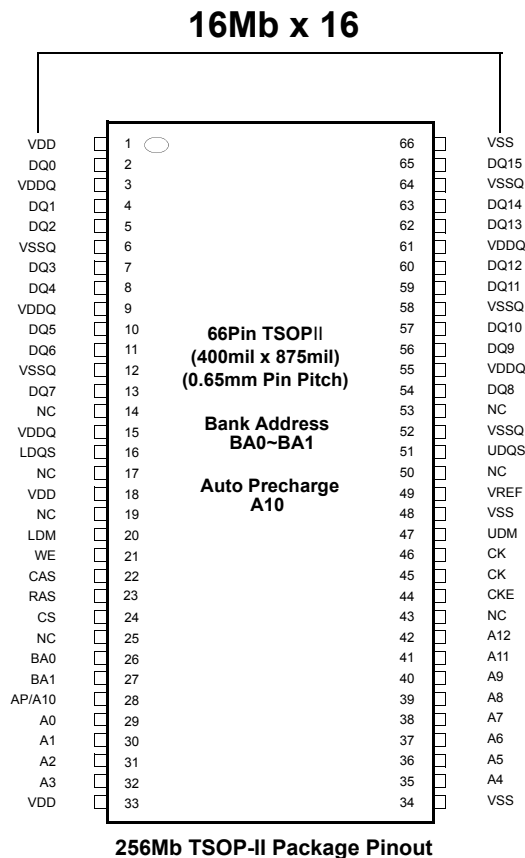 16Mb x 16
VDD 1 66 VSS
DQ0 2 65 DQ15
VDDQ 3 64 VSSQ
DQ1 4 63 DQ14
DQ2 5 62 DQ13
VSSQ 6 61 VDDQ
DQ3 7 60 DQ12
DQ4 8 59 DQ11
VDDQ 9 58 VSSQ
DQ5 10 57 DQ10
DQ6 11 56 DQ9
VSSQ 12 55 VDDQ
DQ7 13 54 DQ8
NC 14 53 NC
VDDQ 15 52 VSSQ
LDQS 16 51 UDQS
NC 17 50 NC
VDD 18 49 VREF
NC 19 48 VSS
LDM 20 47 UDM
WE 21 46 CK
CAS 22 45 CK
RAS 23 44 CKE
CS 24 43 NC
NC 25 42 A12
BA0 26 41 A11
BA1 27 40 A9
AP/A10 28 39 A8
A0 29 38 A7
A1 30 37 A6
A2 31 36 A5
A3 32 35 A4
VDD 33 34 VSS
66Pin TSOPII
(400mil x 875mil)
(0.65mm Pin Pitch)
Bank Address
BA0~BA1
Auto Precharge
A10
256Mb TSOP-II Package Pinout